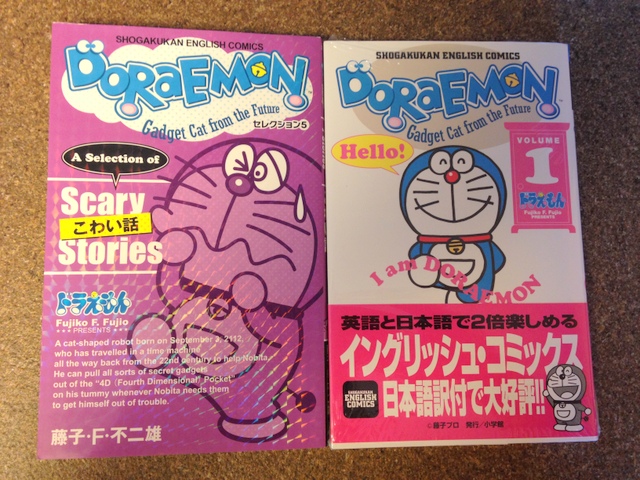 SHOGAKUKAN ENGLISH COMICS
DORAEMON
Gadget Cat from the Future
セレクション5
A Selection of
Scary
こわい話
Stories
ドラえもん
Fujiko F. Fujio
PRESENTS
A cat-shaped robot born on September 2, 2112,
who has travelled in a time machine
all the way back from the 22nd century to help Nobita.
He can pull all sorts of secret gadgets
out of the "4D (Fourth Dimensional) Pocket"
on his tummy whenever Nobita needs them
to get himself out of trouble.
藤子·F·不二雄
SHOGAKUKAN ENGLISH COMICS
DORAEMON
TM
Gadget Cat from the Future
Hello!
VOLUME
1
ドラえもん
Fujiko F. Fujio
PRESENTS
I am DORAEMON
英語と日本語で2倍楽しめる
イングリッシュ・コミックス
SHOGAKUKAN
ENGLISH
COMICS
日本語訳付で大好評!!
©藤子プロ 発行/小学館